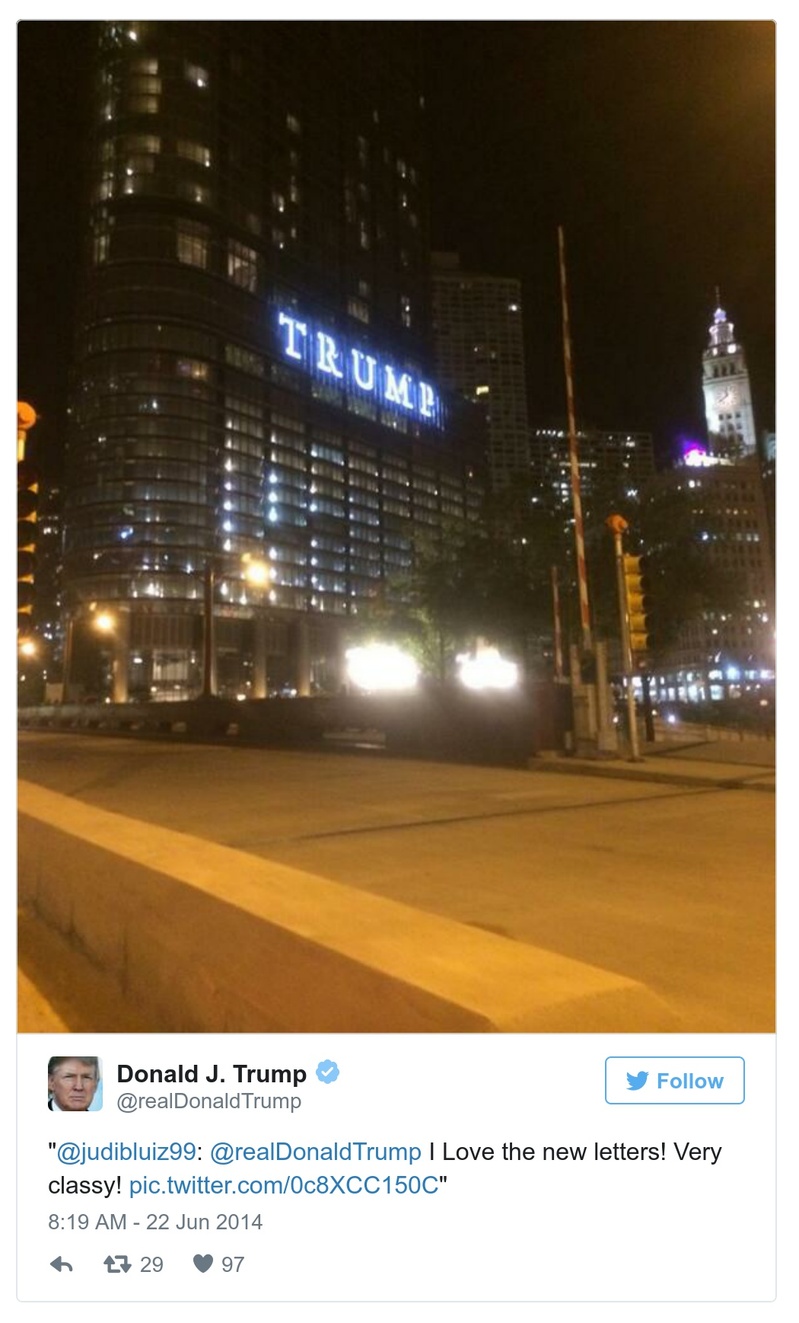 TRUMP
Donald J. Trump
@realDonaldTrump
Follow
"@judibluiz99: @realDonaldTrump I Love the new letters! Very
classy! pic.twitter.com/0c8XCC150C"
8:19 AM - 22 Jun 2014
29 97